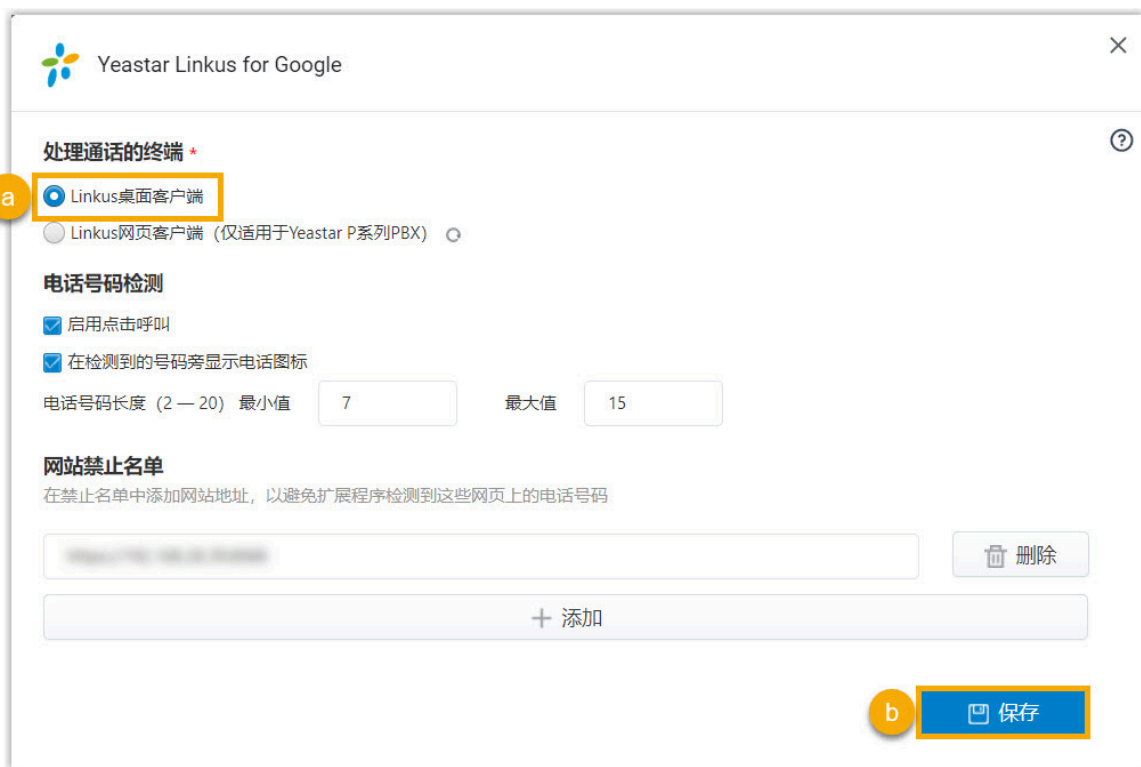 Yeastar Linkus for Google
处理通话的终端 *
a
Linkus桌面客户端
Linkus网页客户端（仅适用于Yeastar P系列PBX）
电话号码检测
启用点击呼叫
在检测到的号码旁显示电话图标
电话号码长度（2 — 20） 最小值 7 最大值 15
网站禁止名单
在禁止名单中添加网站地址，以避免扩展程序检测到这些网页上的电话号码
删除
添加
b 保存